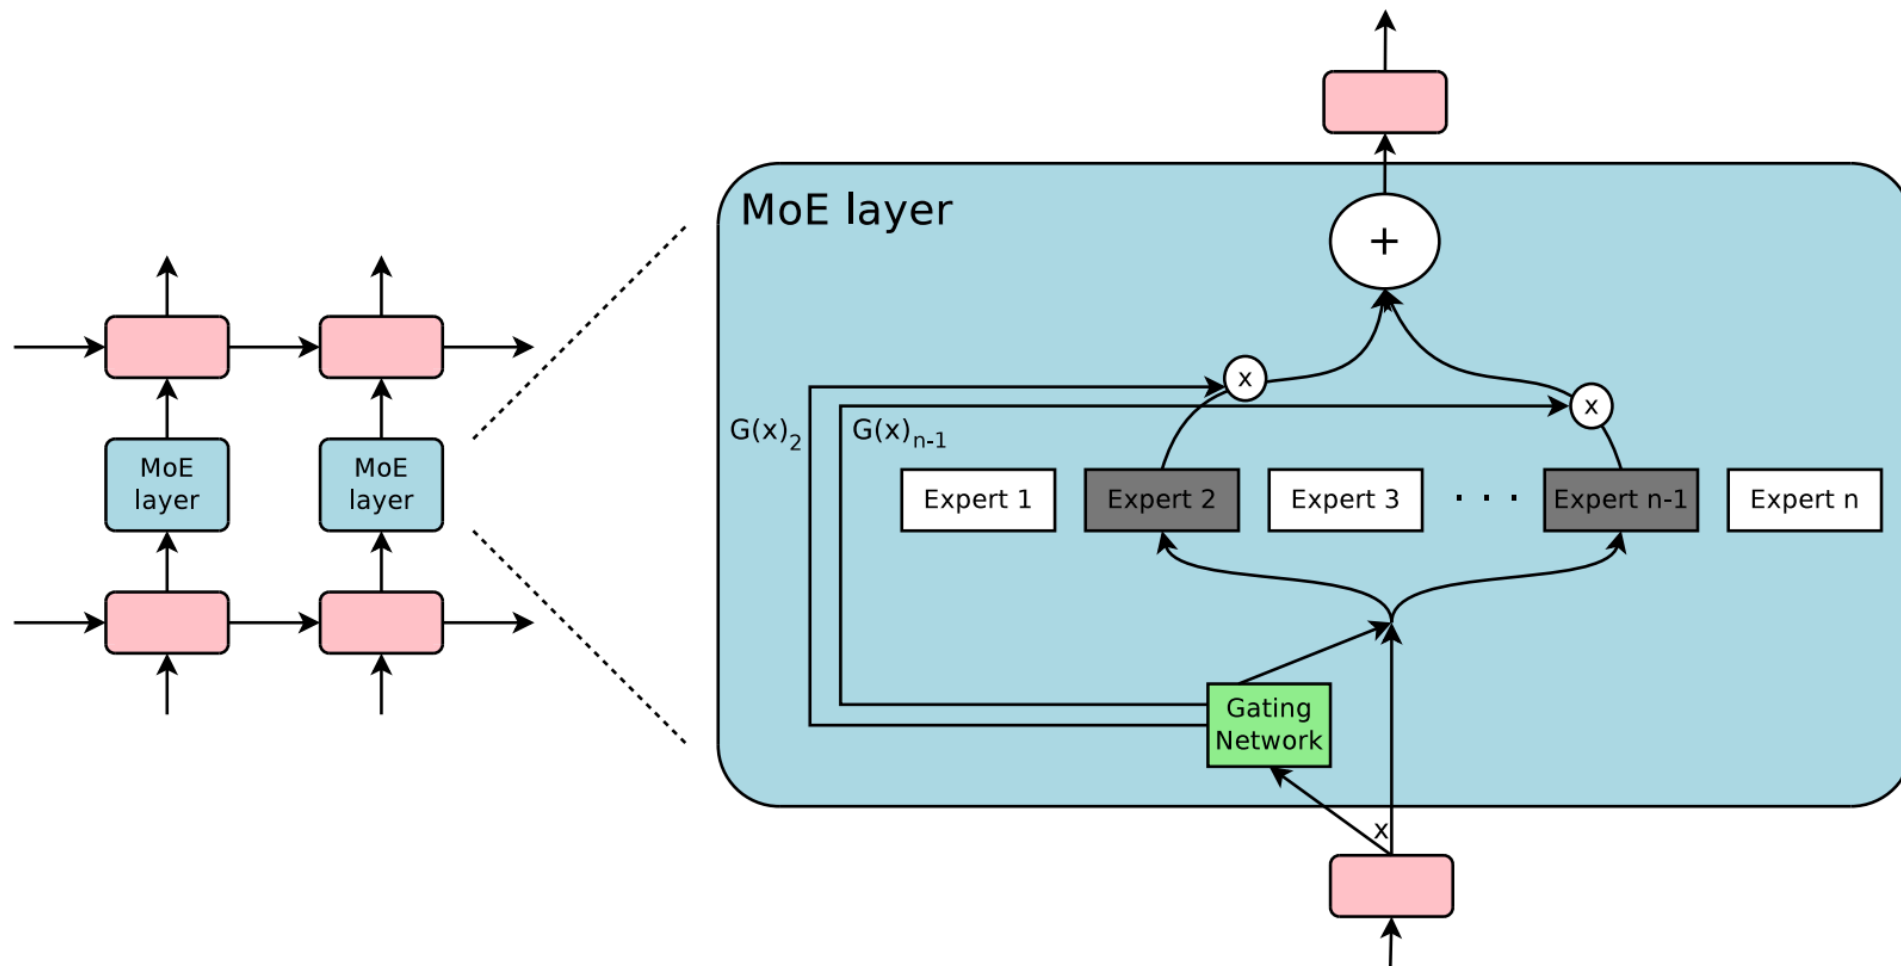 MoE
layer
MoE
layer
MoE layer
+
x
x
G(x)2
G(x)n-1
Expert 1
Expert 2
Expert 3
. . .
Expert n-1
Expert n
Gating
Network
x